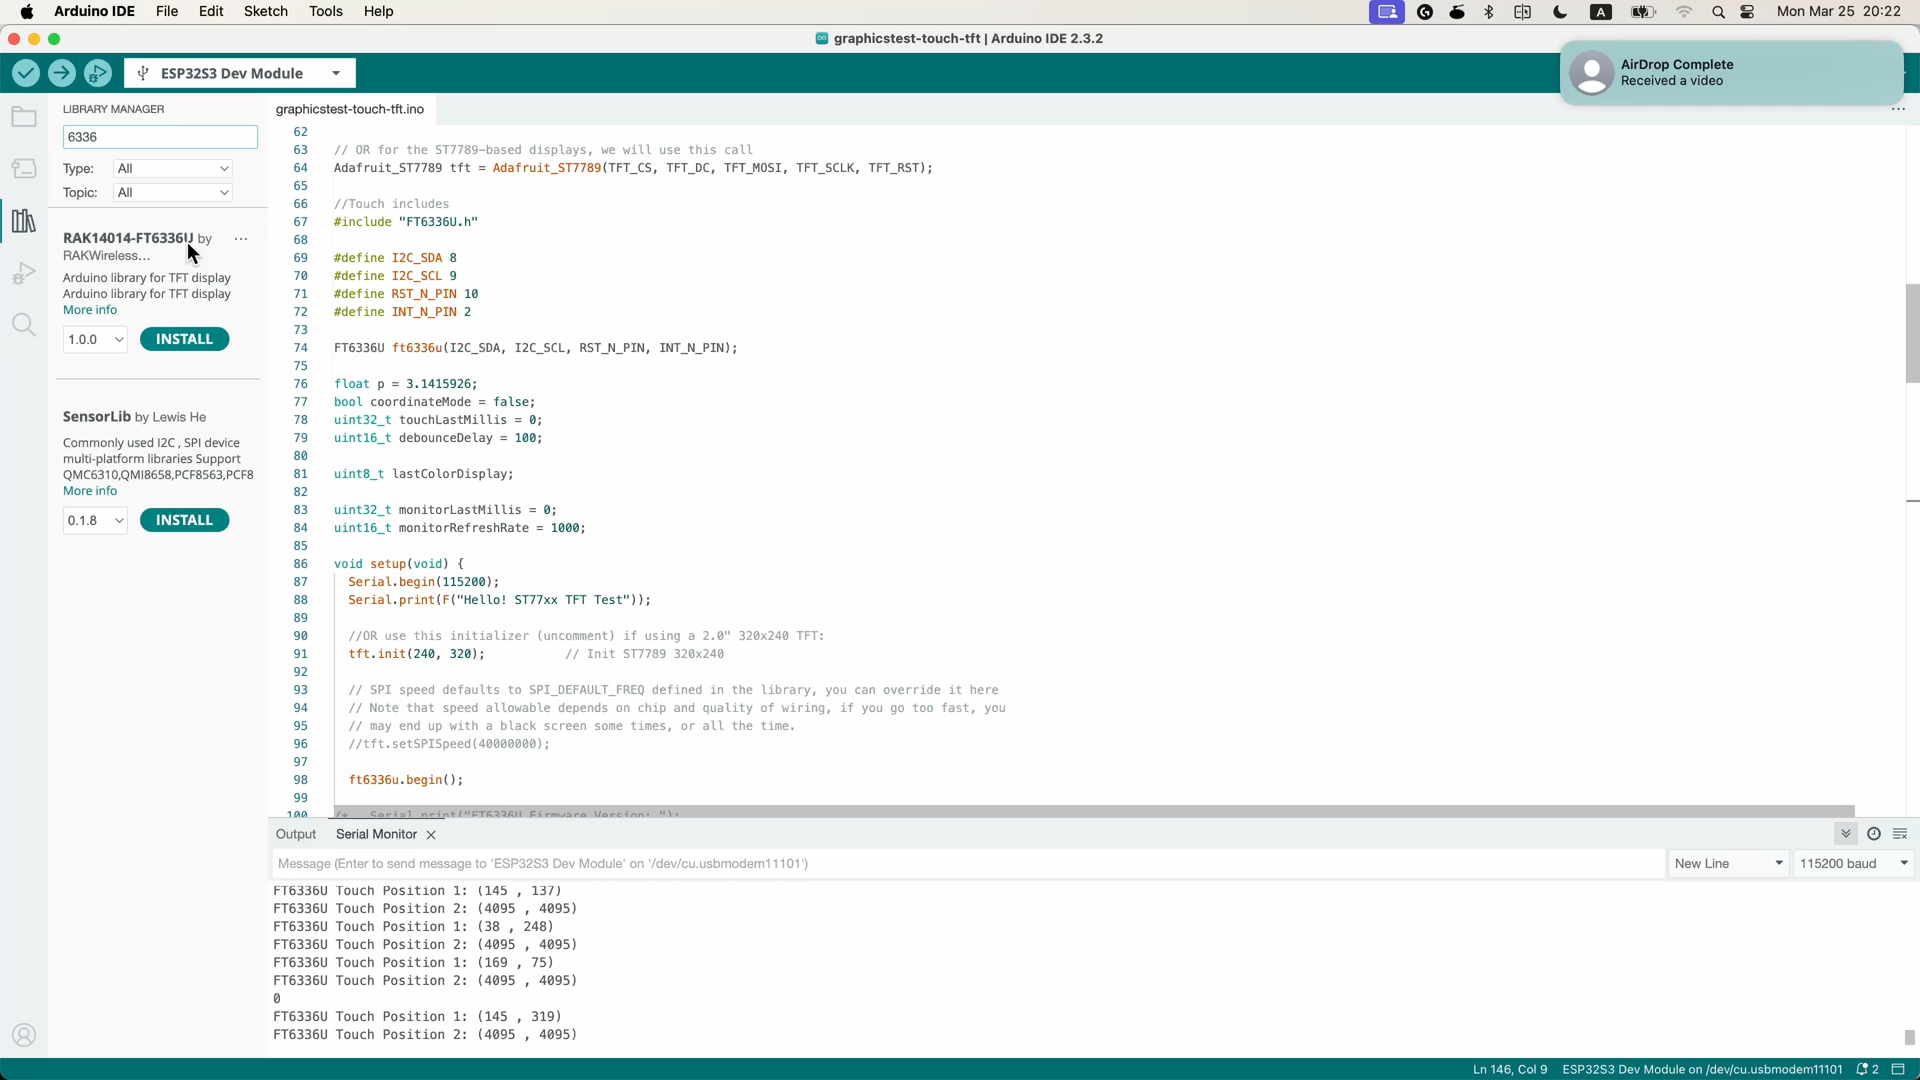 Arduino IDE File Edit Sketch Tools Help
A
Mon Mar 25 20:22
graphicstest-touch-tft | Arduino IDE 2.3.2
ESP32S3 Dev Module
AirDrop Complete
Received a video
LIBRARY MANAGER
6336
Type: All
Topic: All
RAK14014-FT6336U by
RAKWireless…
Arduino library for TFT display
Arduino library for TFT display
More info
1.0.0 INSTALL
SensorLib by Lewis He
Commonly used I2C , SPI device
multi-platform libraries Support
QMC6310,QMI8658,PCF8563,PCF8
More info
0.1.8 INSTALL
graphicstest-touch-tft.ino
62
63 // OR for the ST7789-based displays, we will use this call
64 Adafruit_ST7789 tft = Adafruit_ST7789(TFT_CS, TFT_DC, TFT_MOSI, TFT_SCLK, TFT_RST);
65
66 //Touch includes
67 #include "FT6336U.h"
68
69 #define I2C_SDA 8
70 #define I2C_SCL 9
71 #define RST_N_PIN 10
72 #define INT_N_PIN 2
73
74 FT6336U ft6336u(I2C_SDA, I2C_SCL, RST_N_PIN, INT_N_PIN);
75
76 float p = 3.1415926;
77 bool coordinateMode = false;
78 uint32_t touchLastMillis = 0;
79 uint16_t debounceDelay = 100;
80
81 uint8_t lastColorDisplay;
82
83 uint32_t monitorLastMillis = 0;
84 uint16_t monitorRefreshRate = 1000;
85
86 void setup(void) {
87 Serial.begin(115200);
88 Serial.print(F("Hello! ST77xx TFT Test"));
89
90 //OR use this initializer (uncomment) if using a 2.0" 320x240 TFT:
91 tft.init(240, 320); // Init ST7789 320x240
92
93 // SPI speed defaults to SPI_DEFAULT_FREQ defined in the library, you can override it here
94 // Note that speed allowable depends on chip and quality of wiring, if you go too fast, you
95 // may end up with a black screen some times, or all the time.
96 //tft.setSPISpeed(40000000);
97
98 ft6336u.begin();
99
100 /* Serial.print("FT6336U Firmware Version: ");
Output Serial Monitor
Message (Enter to send message to 'ESP32S3 Dev Module' on '/dev/cu.usbmodem11101')
New Line 115200 baud
FT6336U Touch Position 1: (145 , 137)
FT6336U Touch Position 2: (4095 , 4095)
FT6336U Touch Position 1: (38 , 248)
FT6336U Touch Position 2: (4095 , 4095)
FT6336U Touch Position 1: (169 , 75)
FT6336U Touch Position 2: (4095 , 4095)
0
FT6336U Touch Position 1: (145 , 319)
FT6336U Touch Position 2: (4095 , 4095)
Ln 146, Col 9 ESP32S3 Dev Module on /dev/cu.usbmodem11101 2